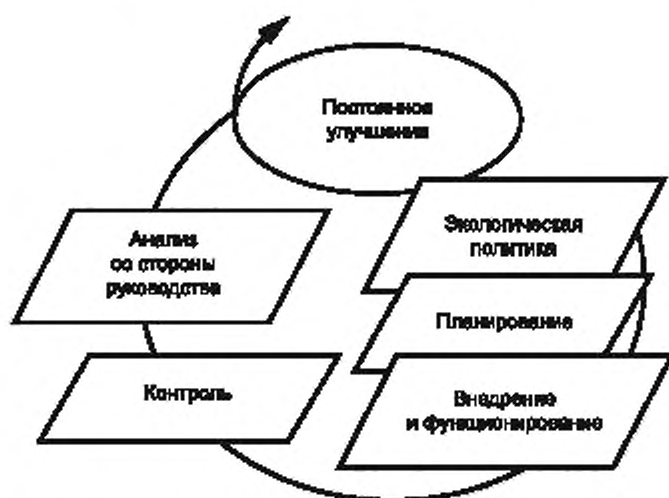 Постоянное
улучшение
Экологическая
политика
Планирование
Внедрение
и функционирование
Контроль
Анализ
со стороны
руководства